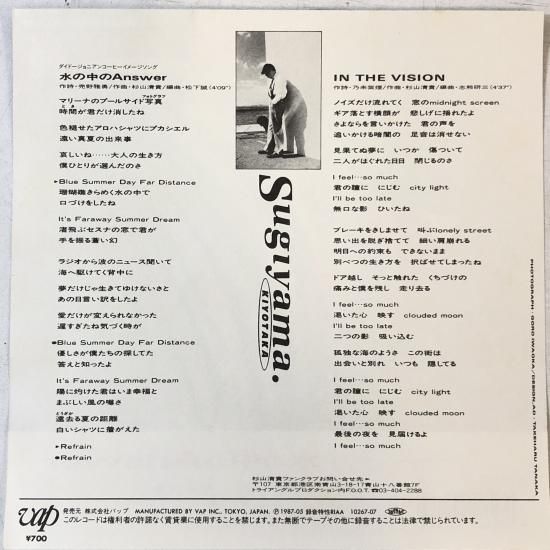 ダイドージョニアンコーヒーイメージソング
水の中のAnswer
作詩・売野雅勇/作曲・杉山清貴/編曲・松下誠(4'09")
マリーナのプールサイド写真
フォトグラフ
時間が君だけ消したね
とき
色褪せたアロハシャツにブカシエル
遠い真夏の出来事
哀しいね……大人の生き方
僕ひとりが選んだのさ
▸Blue Summer Day Far Distance
珊瑚礁きらめく水の中で
口づけをしたね
It's Faraway Summer Dream
渚飛ぶセスナの窓で君が
手を振る蒼い幻
ラジオから波のニュース聞いて
海へ駆けてく背中に
夢だけじゃ生きてゆけないさと
あの日言い訳をしたよ
愛だけが変えられなかった
遅すぎたね気づく時が
●Blue Summer Day Far Distance
優しさが僕たちの探してた
答えと知ったよ
It's Faraway Summer Dream
陽に灼けた君はいま幸福と
まぶしい風の囁き
遠去る夏の距離
とうざか
白いシャツに着がえた
▸Refrain
●Refrain
Sugiyama.
KIYOTAKA
IN THE VISION
作詩・乃未莢理/作曲・杉山清貴/編曲・志熊研三(4'37")
ノイズだけ流れてく 窓のmidnight screen
ギア落とす横顔が 悲しげに揺れたよ
さよならを言いかけた 君の声を
追いかける時間の 足音は消せない
見果てぬ夢に いつか 傷ついて
二人がはぐれた日日 閉じるのさ
I feel…so much
君の瞳に にじむ city light
I'll be too late
無口な影 ひいたね
ブレーキをきしませて 叫ぶlonely street
思い出を脱ぎ捨てて 細い肩崩れる
明日への約束も できないまま
別べつの生き方を 択ばせてしまったね
ドア越し そっと触れた くちづけの
痛みと僕を残し 走り去る
I feel…so much
渇いた心 映す clouded moon
I'll be too late
二つの影 吸い込む
孤独な海のようさ この街は
出会いと別れ いつも 隠してる
I feel…so much
君の瞳に にじむ city light
I'll be too late
渇いた心 映す clouded moon
I feel…so much
最後の夜を 見届けるよ
I feel…so much
PHOTOGRAPH : GORO IWAOKA/DESIGN・AD : TAKEHARU TANAKA
杉山清貴ファンクラブお問い合せ先
〒107 東京都港区南青山3-18-17青山十八番館7F
トライアングルプロダクション内F.G.O.T. ☎03-404-2288
vap
¥700
発売元 株式会社バップ MANUFACTURED BY VAP INC., TOKYO, JAPAN. Ⓟ1987-05 録音特性RIAA 10267-07
このレコードは権利者の許諾なく賃貸業に使用することを禁じます。また無断でテープその他に録音することは法律で禁じられています。